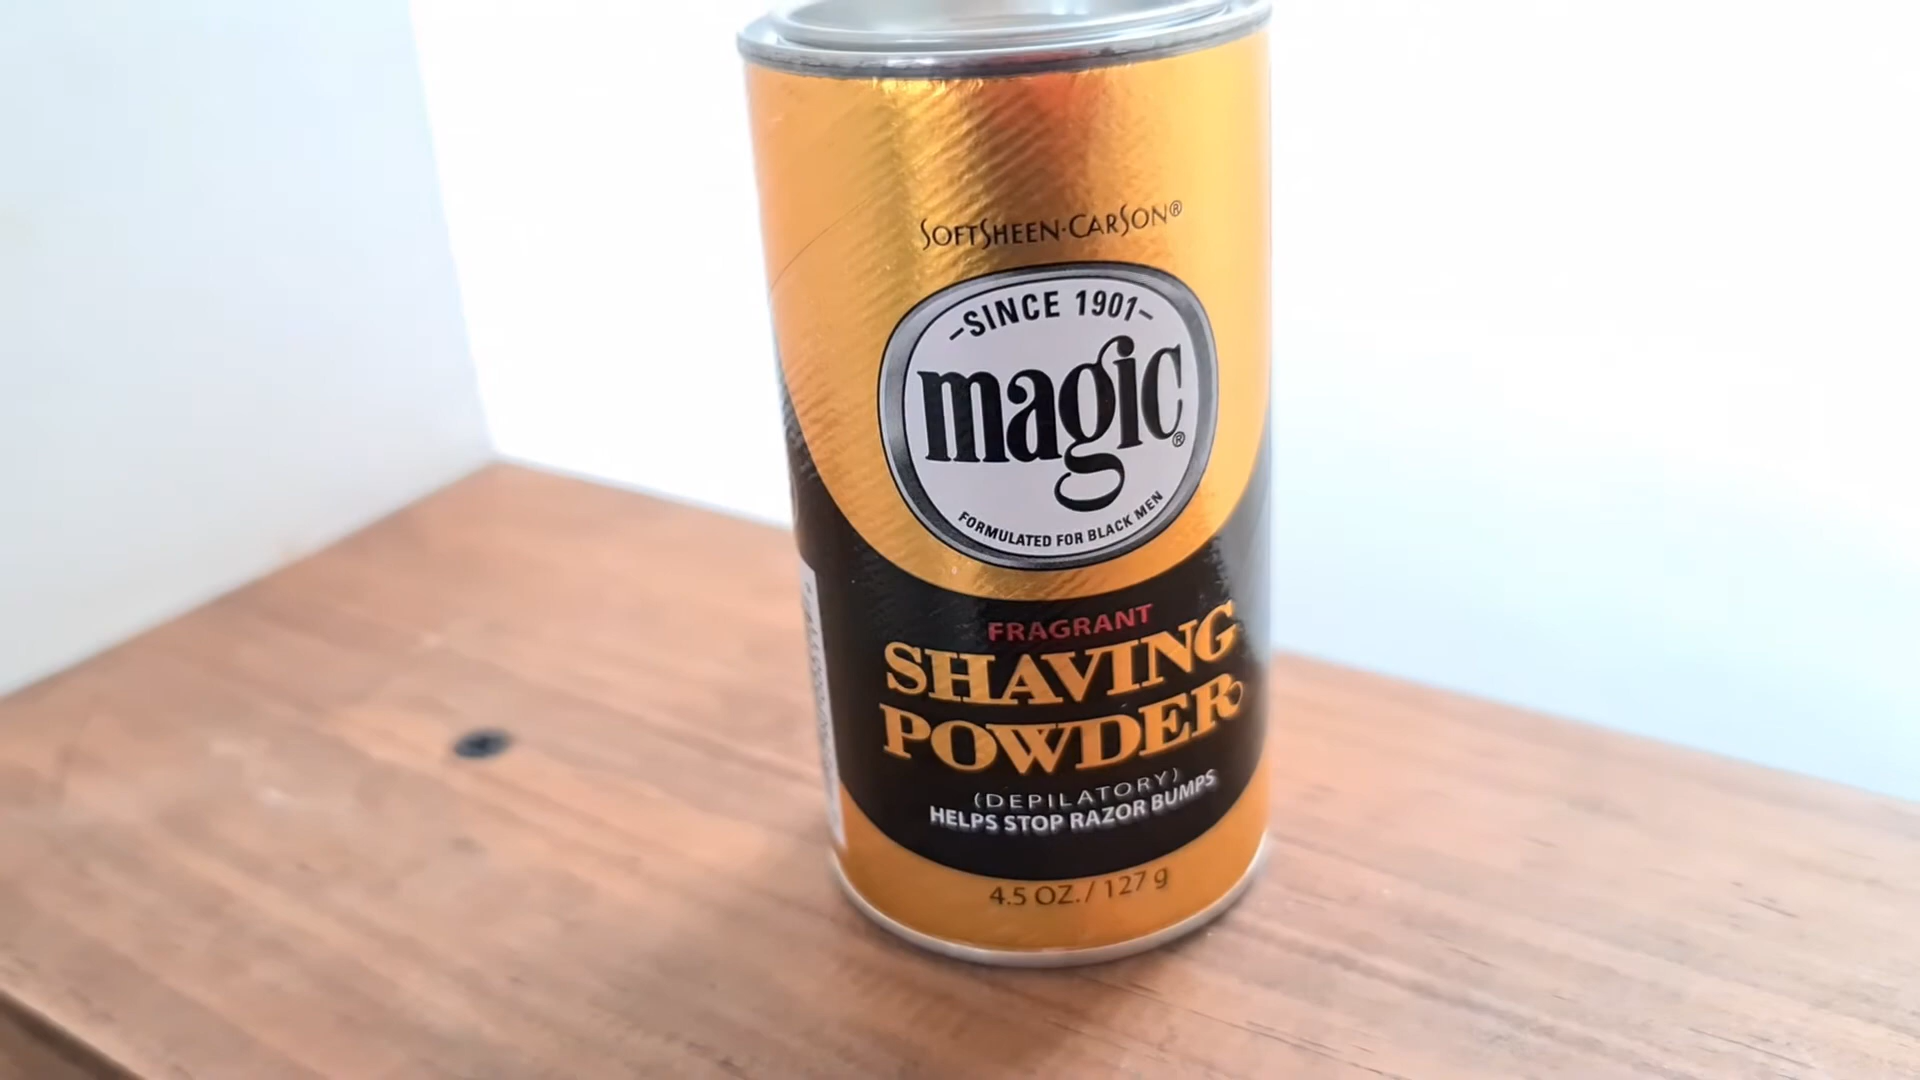 SOFTSHEEN·CARSON®
–SINCE 1901–
magic®
FORMULATED FOR BLACK MEN
FRAGRANT
SHAVING
POWDER
(DEPILATORY)
HELPS STOP RAZOR BUMPS
4.5 OZ. / 127 g